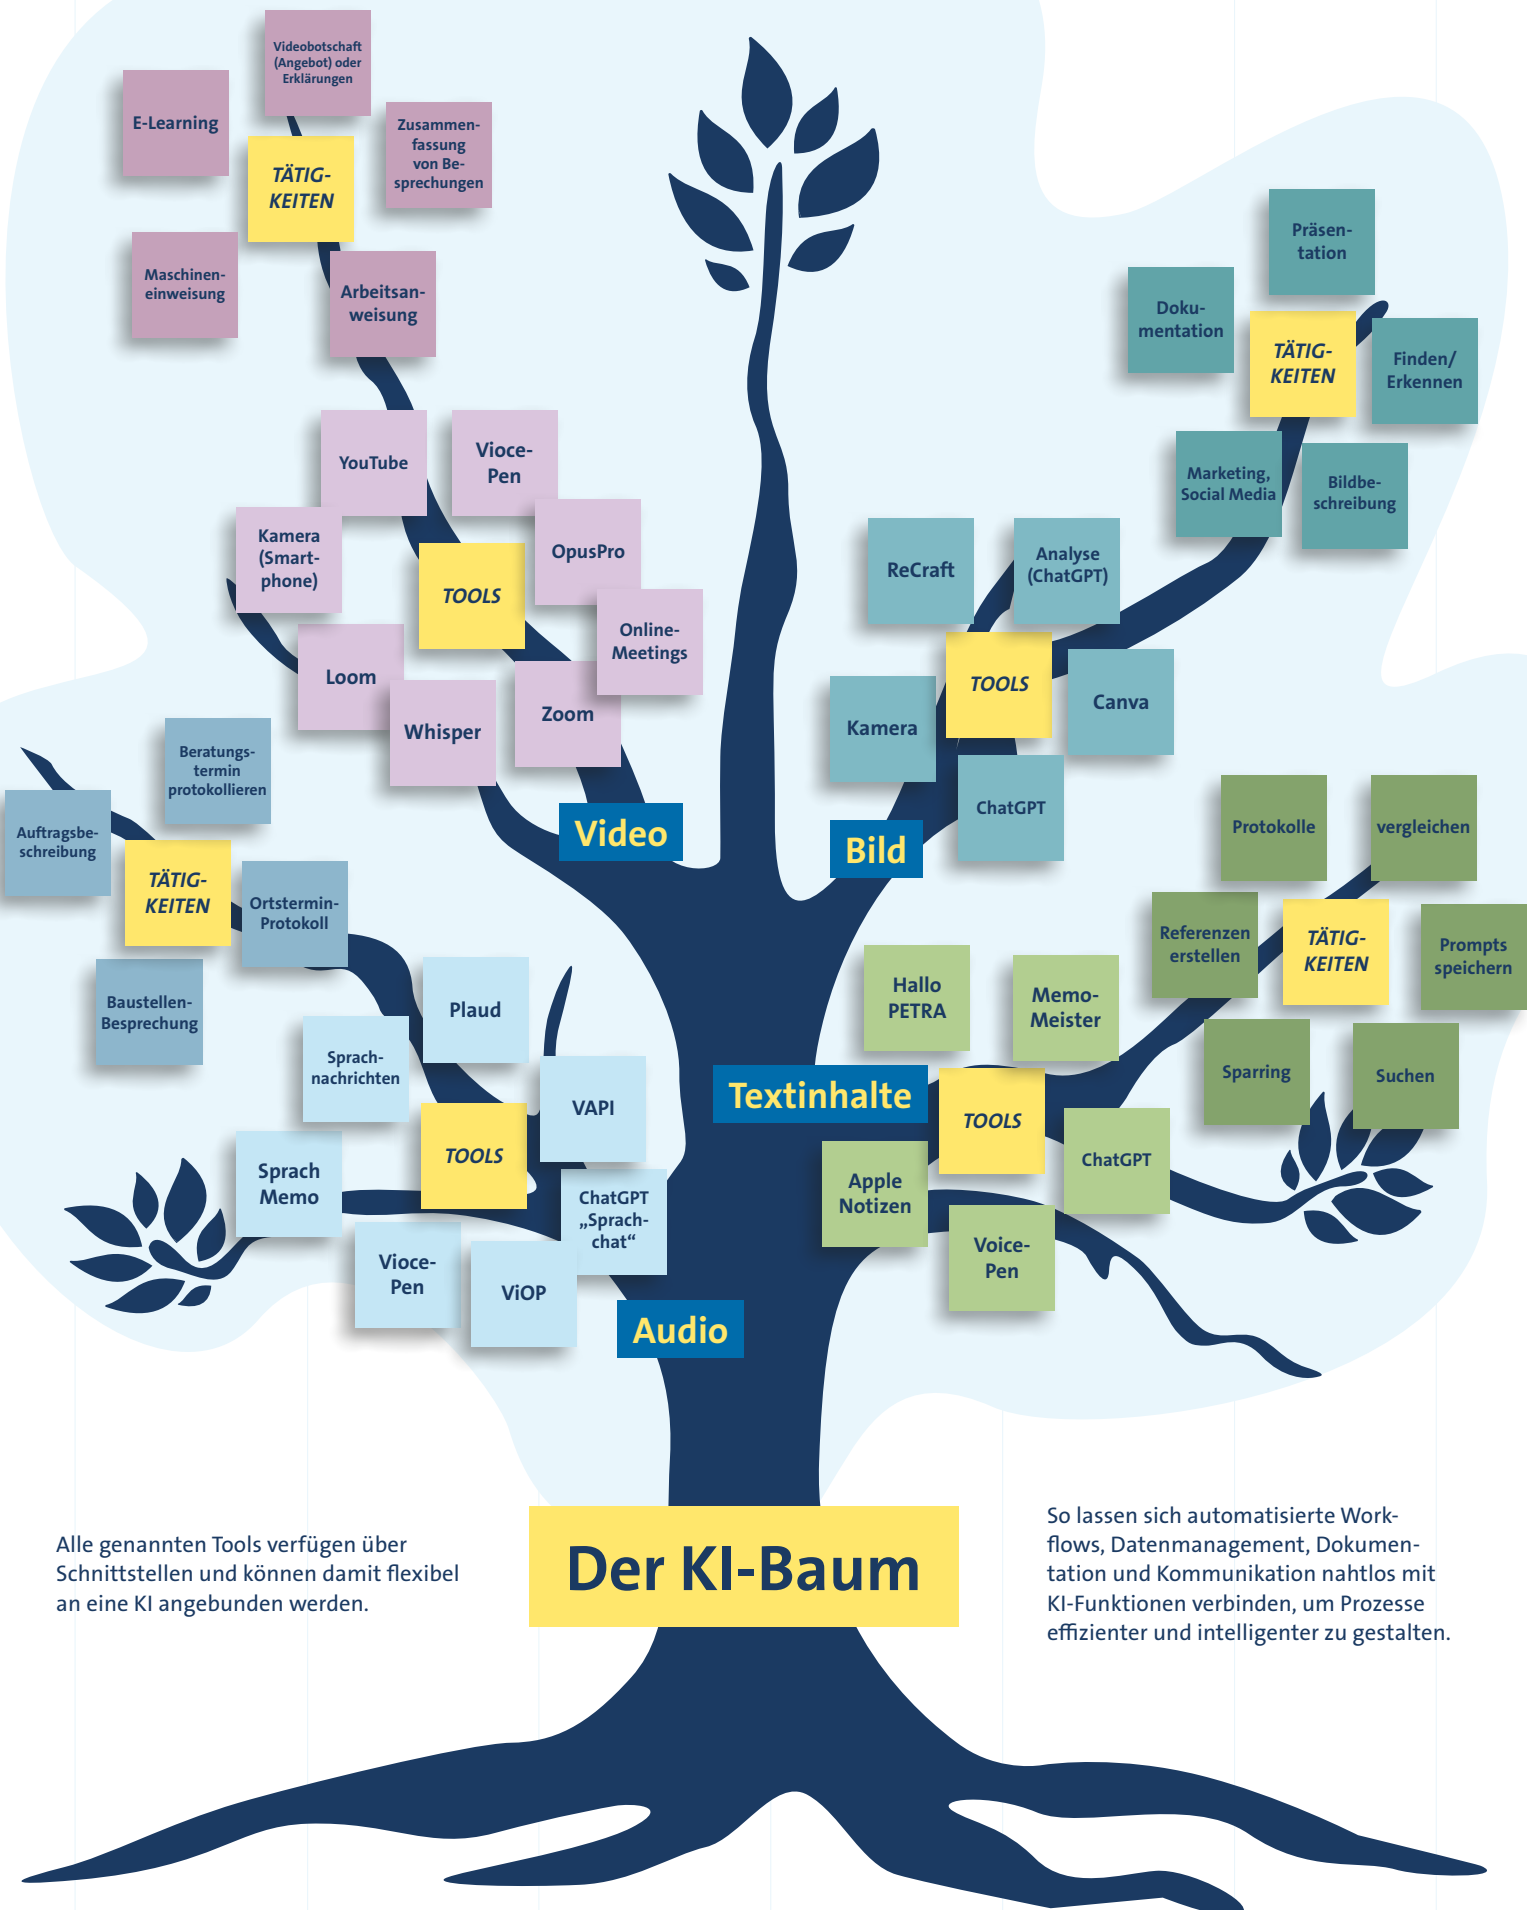 Videobotschaft
(Angebot) oder
Erklärungen
E-Learning
Zusammen-
fassung
von Be-
sprechungen
TÄTIG-
KEITEN
Maschinen-
einweisung
Arbeitsan-
weisung
YouTube
Vioce-
Pen
Kamera
(Smart-
phone)
OpusPro
TOOLS
Online-
Meetings
Loom
Whisper
Zoom
Video
Präsen-
tation
Doku-
mentation
TÄTIG-
KEITEN
Finden/
Erkennen
Marketing,
Social Media
Bildbe-
schreibung
ReCraft
Analyse
(ChatGPT)
TOOLS
Kamera
Canva
ChatGPT
Bild
Beratungs-
termin
protokollieren
Auftragsbe-
schreibung
TÄTIG-
KEITEN
Ortstermin-
Protokoll
Baustellen-
Besprechung
Plaud
Sprach-
nachrichten
VAPI
TOOLS
Sprach
Memo
ChatGPT
„Sprach-
chat“
Vioce-
Pen
ViOP
Audio
Protokolle
vergleichen
Referenzen
erstellen
TÄTIG-
KEITEN
Prompts
speichern
Sparring
Suchen
Hallo
PETRA
Memo-
Meister
Textinhalte
TOOLS
ChatGPT
Apple
Notizen
Voice-
Pen
Der KI-Baum
Alle genannten Tools verfügen über
Schnittstellen und können damit flexibel
an eine KI angebunden werden.
So lassen sich automatisierte Work-
flows, Datenmanagement, Dokumen-
tation und Kommunikation nahtlos mit
KI-Funktionen verbinden, um Prozesse
effizienter und intelligenter zu gestalten.